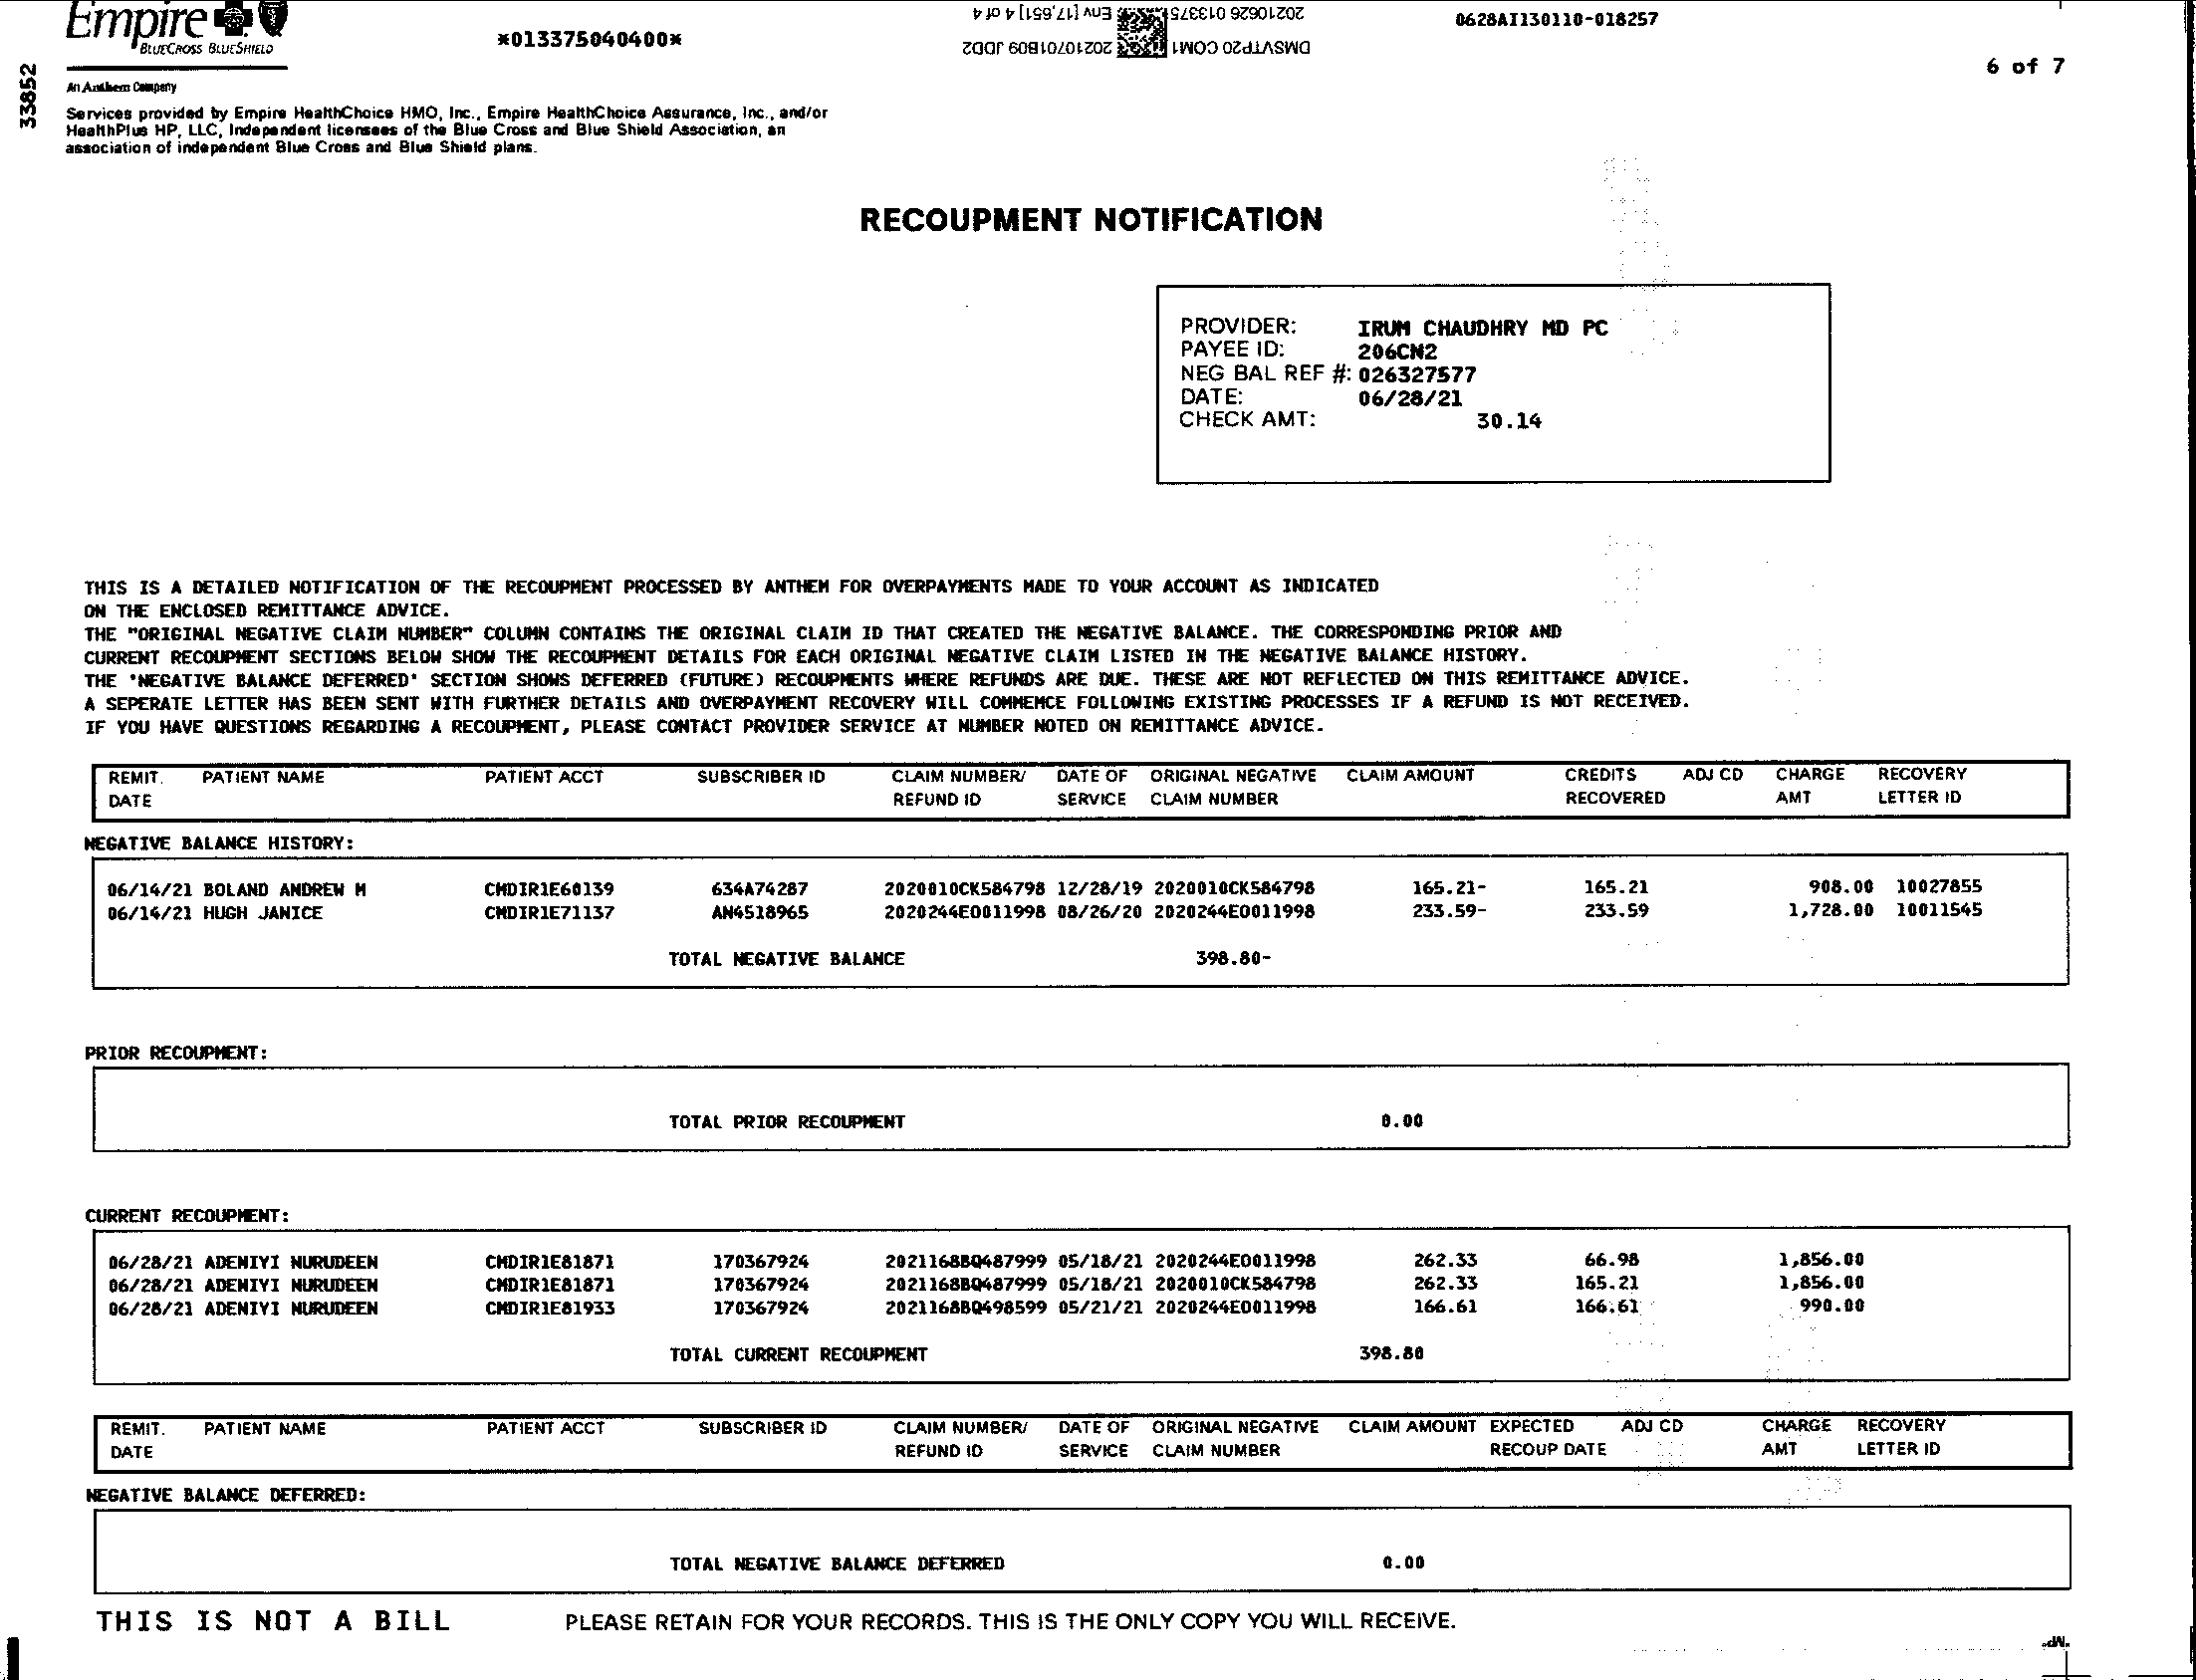 Empire
BLUECROSS BLUESHIELD
An Anthem Company
33852
*013375040400*
20210626 013375 Env [17,651] 4 of 4
DMSVTP20 COM1 20210701B09 JDD2
0628AI130110-018257
6 of 7
Services provided by Empire HealthChoice HMO, Inc., Empire HealthChoice Assurance, Inc., and/or
HealthPlus HP, LLC, Independent licensees of the Blue Cross and Blue Shield Association, an
association of independent Blue Cross and Blue Shield plans.
RECOUPMENT NOTIFICATION
PROVIDER: IRUM CHAUDHRY MD PC
PAYEE ID: 206CN2
NEG BAL REF #: 026327577
DATE: 06/28/21
CHECK AMT: 30.14
THIS IS A DETAILED NOTIFICATION OF THE RECOUPMENT PROCESSED BY ANTHEM FOR OVERPAYMENTS MADE TO YOUR ACCOUNT AS INDICATED
ON THE ENCLOSED REMITTANCE ADVICE.
THE "ORIGINAL NEGATIVE CLAIM NUMBER" COLUMN CONTAINS THE ORIGINAL CLAIM ID THAT CREATED THE NEGATIVE BALANCE. THE CORRESPONDING PRIOR AND
CURRENT RECOUPMENT SECTIONS BELOW SHOW THE RECOUPMENT DETAILS FOR EACH ORIGINAL NEGATIVE CLAIM LISTED IN THE NEGATIVE BALANCE HISTORY.
THE 'NEGATIVE BALANCE DEFERRED' SECTION SHOWS DEFERRED (FUTURE) RECOUPMENTS WHERE REFUNDS ARE DUE. THESE ARE NOT REFLECTED ON THIS REMITTANCE ADVICE.
A SEPERATE LETTER HAS BEEN SENT WITH FURTHER DETAILS AND OVERPAYMENT RECOVERY WILL COMMENCE FOLLOWING EXISTING PROCESSES IF A REFUND IS NOT RECEIVED.
IF YOU HAVE QUESTIONS REGARDING A RECOUPMENT, PLEASE CONTACT PROVIDER SERVICE AT NUMBER NOTED ON REMITTANCE ADVICE.
REMIT. PATIENT NAME PATIENT ACCT SUBSCRIBER ID CLAIM NUMBER/ DATE OF ORIGINAL NEGATIVE CLAIM AMOUNT CREDITS ADJ CD CHARGE RECOVERY
DATE REFUND ID SERVICE CLAIM NUMBER RECOVERED AMT LETTER ID
NEGATIVE BALANCE HISTORY:
06/14/21 BOLAND ANDREW M CMDIR1E60139 634A74287 2020010CK584798 12/28/19 2020010CK584798 165.21- 165.21 908.00 10027855
06/14/21 HUGH JANICE CMDIR1E71137 AN4518965 2020244E0011998 08/26/20 2020244E0011998 233.59- 233.59 1,728.00 10011545
TOTAL NEGATIVE BALANCE 398.80-
PRIOR RECOUPMENT:
TOTAL PRIOR RECOUPMENT 0.00
CURRENT RECOUPMENT:
06/28/21 ADENIYI NURUDEEN CMDIR1E81871 170367924 2021168BQ487999 05/18/21 2020244E0011998 262.33 66.98 1,856.00
06/28/21 ADENIYI NURUDEEN CMDIR1E81871 170367924 2021168BQ487999 05/18/21 2020010CK584798 262.33 165.21 1,856.00
06/28/21 ADENIYI NURUDEEN CMDIR1E81933 170367924 2021168BQ498599 05/21/21 2020244E0011998 166.61 166.61 990.00
TOTAL CURRENT RECOUPMENT 398.80
REMIT. PATIENT NAME PATIENT ACCT SUBSCRIBER ID CLAIM NUMBER/ DATE OF ORIGINAL NEGATIVE CLAIM AMOUNT EXPECTED ADJ CD CHARGE RECOVERY
DATE REFUND ID SERVICE CLAIM NUMBER RECOUP DATE AMT LETTER ID
NEGATIVE BALANCE DEFERRED:
TOTAL NEGATIVE BALANCE DEFERRED 0.00
THIS IS NOT A BILL PLEASE RETAIN FOR YOUR RECORDS. THIS IS THE ONLY COPY YOU WILL RECEIVE.